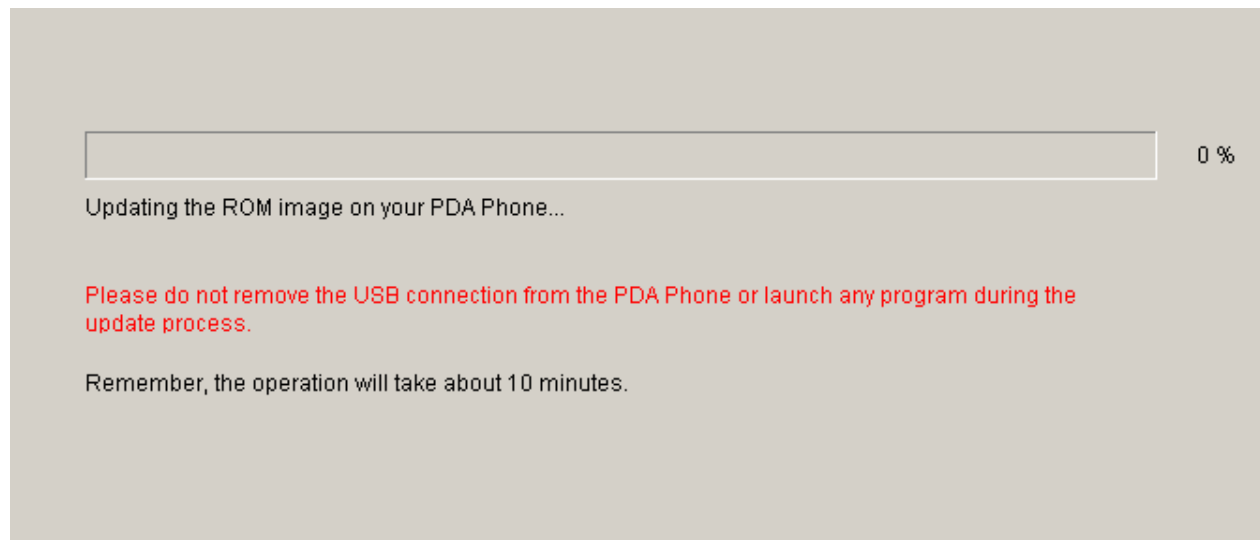 0 %
Updating the ROM image on your PDA Phone...
Please do not remove the USB connection from the PDA Phone or launch any program during the
update process.
Remember, the operation will take about 10 minutes.